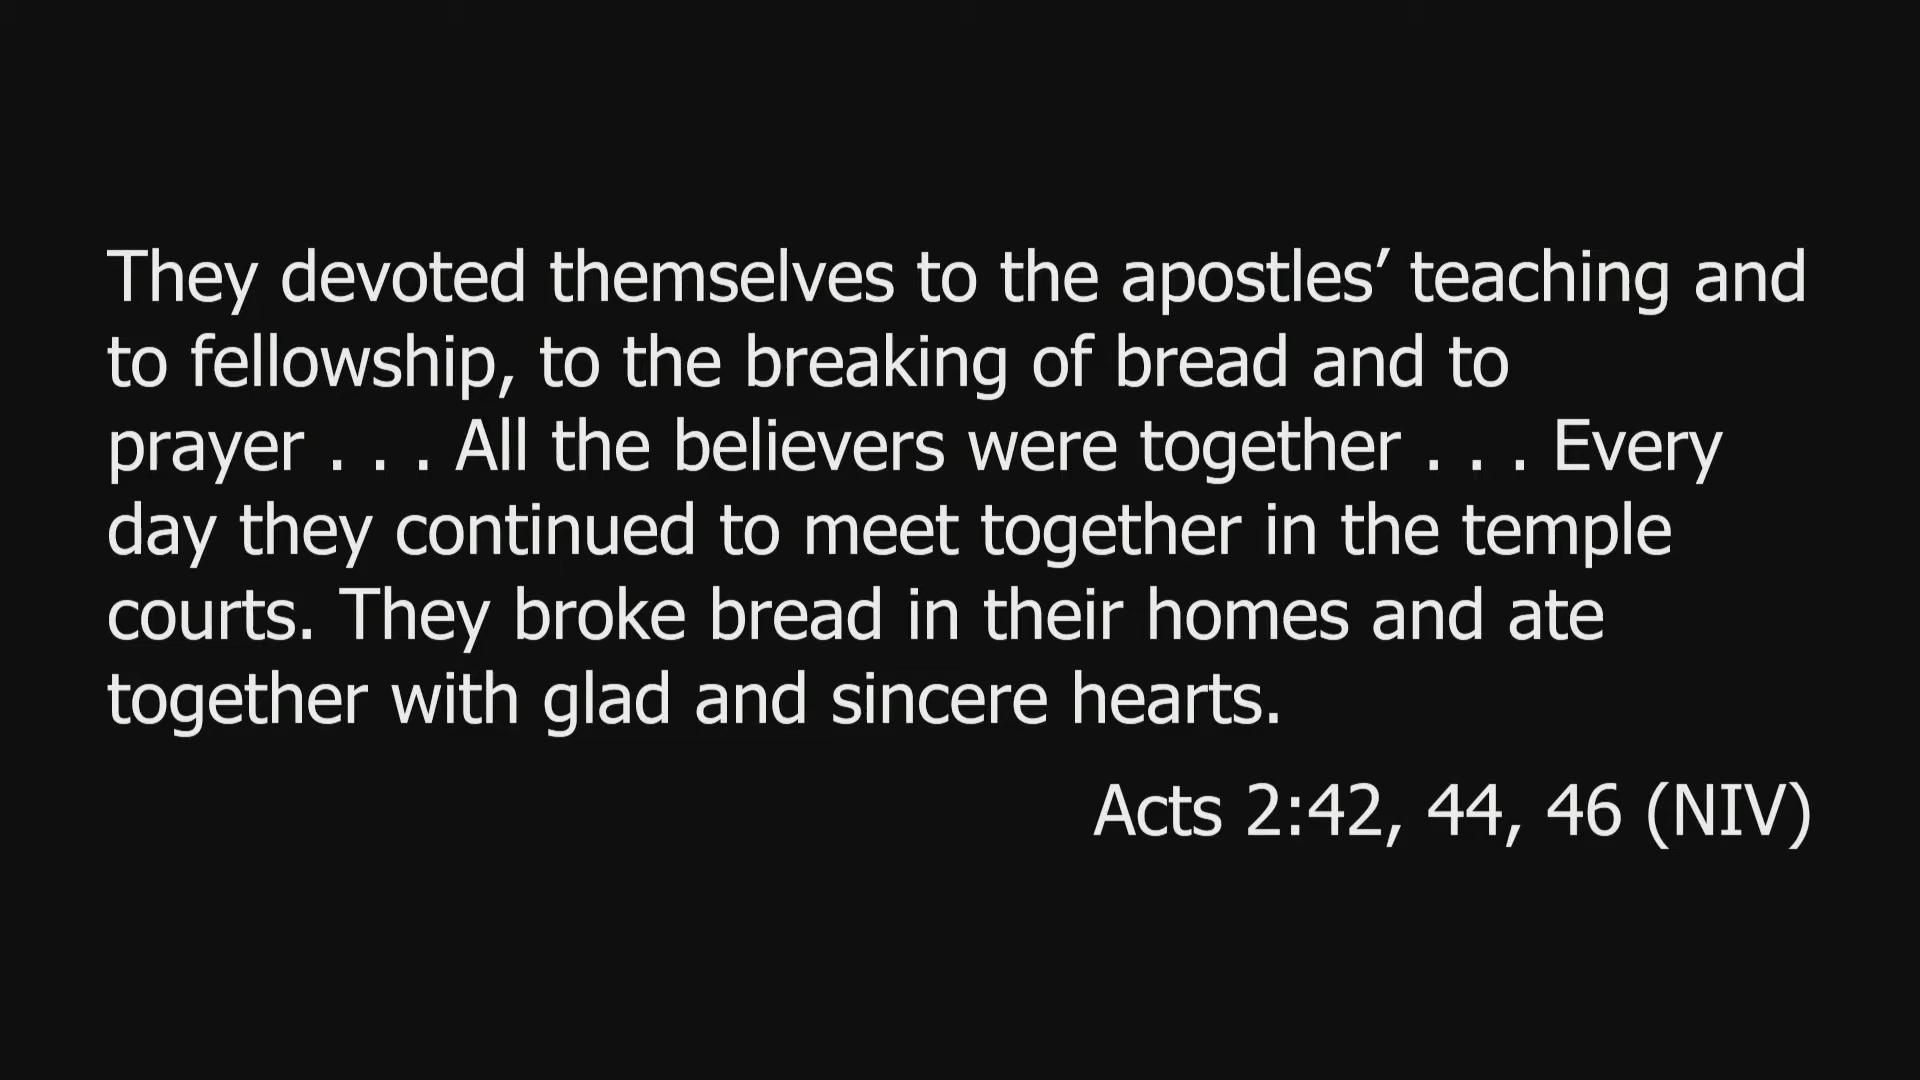 They devoted themselves to the apostles’ teaching and
to fellowship, to the breaking of bread and to
prayer . . . All the believers were together . . . Every
day they continued to meet together in the temple
courts. They broke bread in their homes and ate
together with glad and sincere hearts.
Acts 2:42, 44, 46 (NIV)